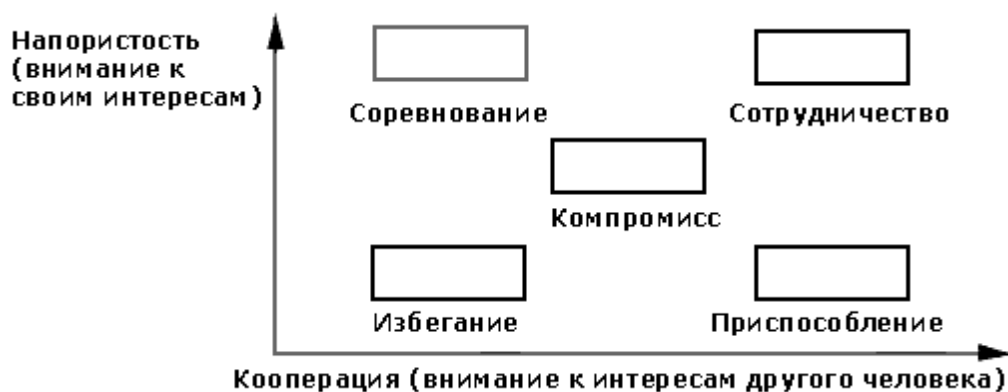 Напористость
(внимание к
своим интересам)
Соревнование
Сотрудничество
Компромисс
Избегание
Приспособление
Кооперация (внимание к интересам другого человека)